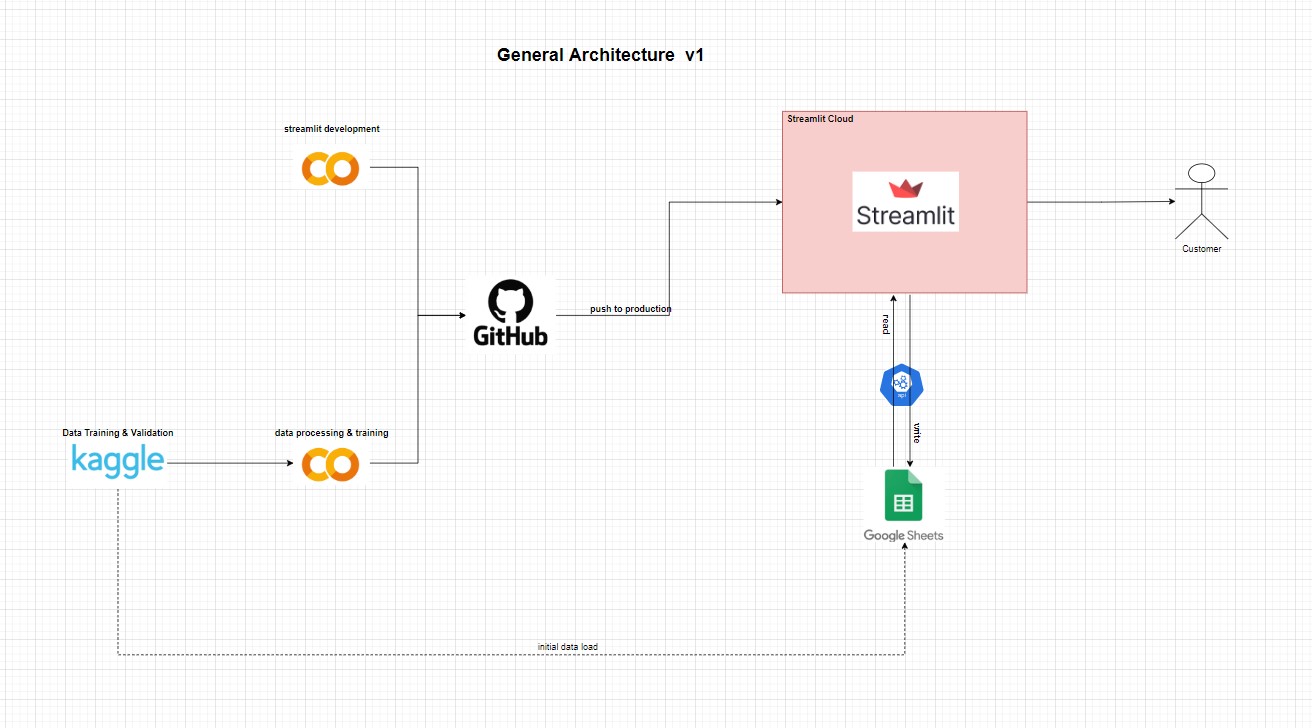 General Architecture v1
streamlit development
Streamlit Cloud
Streamlit
Customer
GitHub
push to production
read
api
write
Data Training & Validation
kaggle
data processing & training
Google Sheets
initial data load